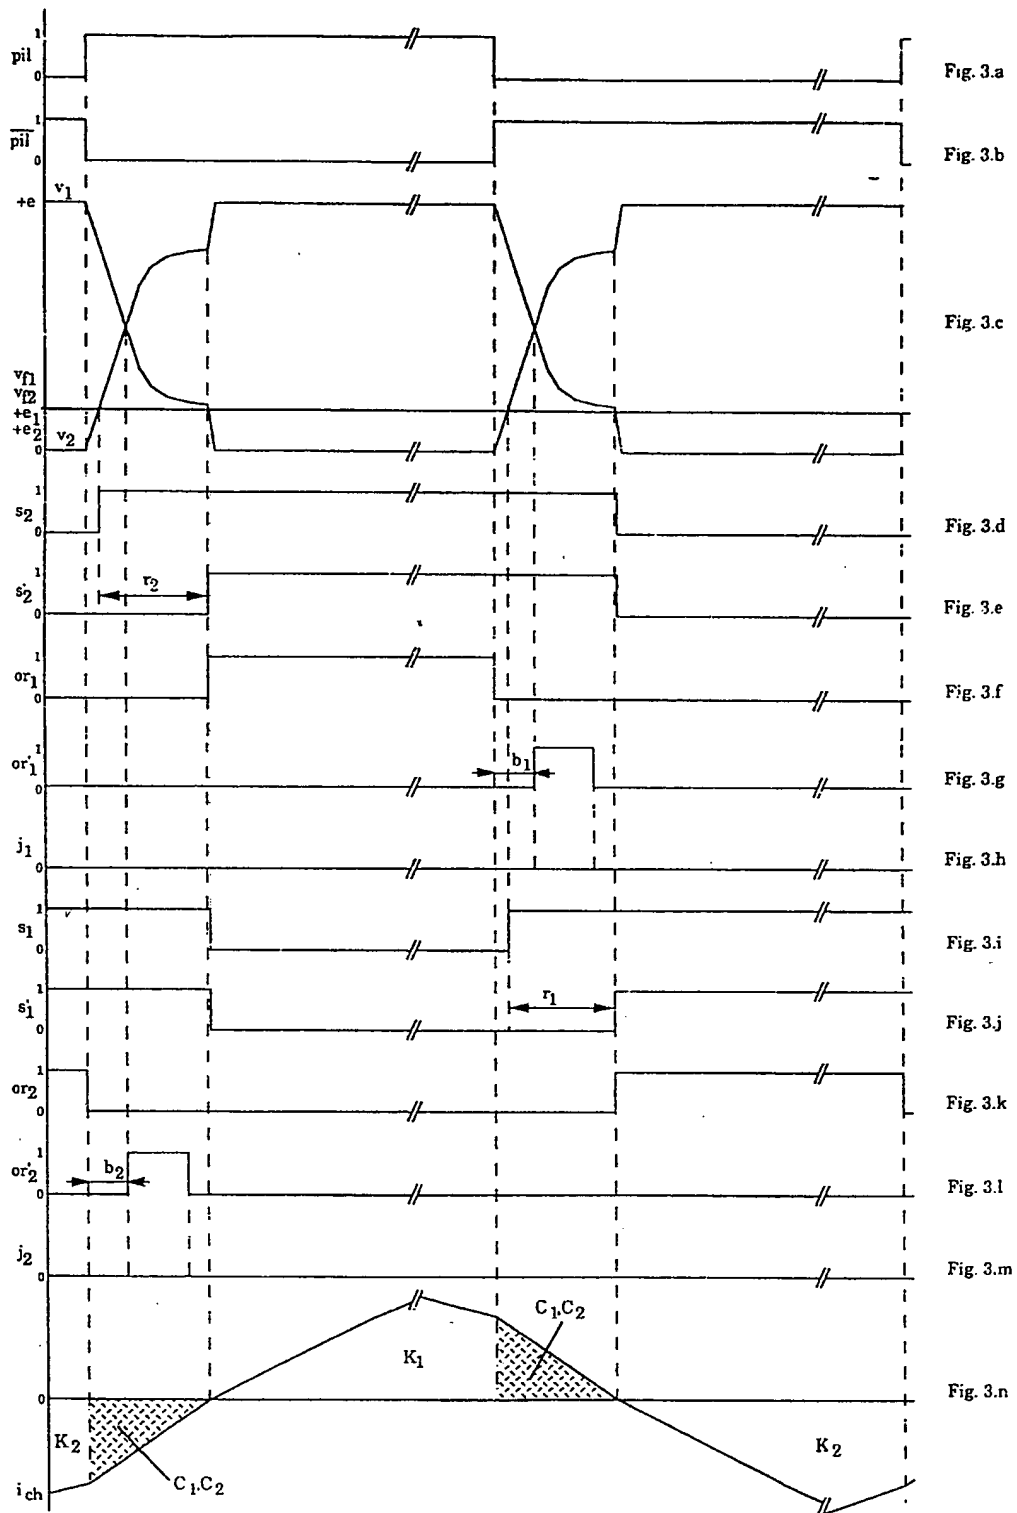 1
pil
0
Fig. 3.a
1
pil
0
Fig. 3.b
+e
v1
Fig. 3.c
vf1
vf2
+e1
+e2
v2
0
1
s2
0
Fig. 3.d
1
s'2
0
r2
Fig. 3.e
1
or1
0
Fig. 3.f
1
or'1
0
b1
Fig. 3.g
j1
0
Fig. 3.h
1
s1
0
Fig. 3.i
1
s'1
0
r1
Fig. 3.j
1
or2
0
Fig. 3.k
1
or'2
0
b2
Fig. 3.l
j2
0
Fig. 3.m
C1.C2
K1
0
Fig. 3.n
K2
K2
ich
C1.C2